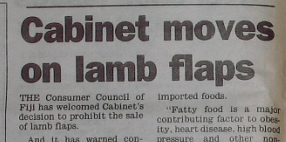 Cabinet moves
on lamb flaps
THE Consumer Council of
Fiji has welcomed Cabinet's
decision to prohibit the sale
of lamb flaps.
And it has warned con-
imported foods.
"Fatty food is a major
contributing factor to obes-
ity, heart disease, high blood
pressure and other non-